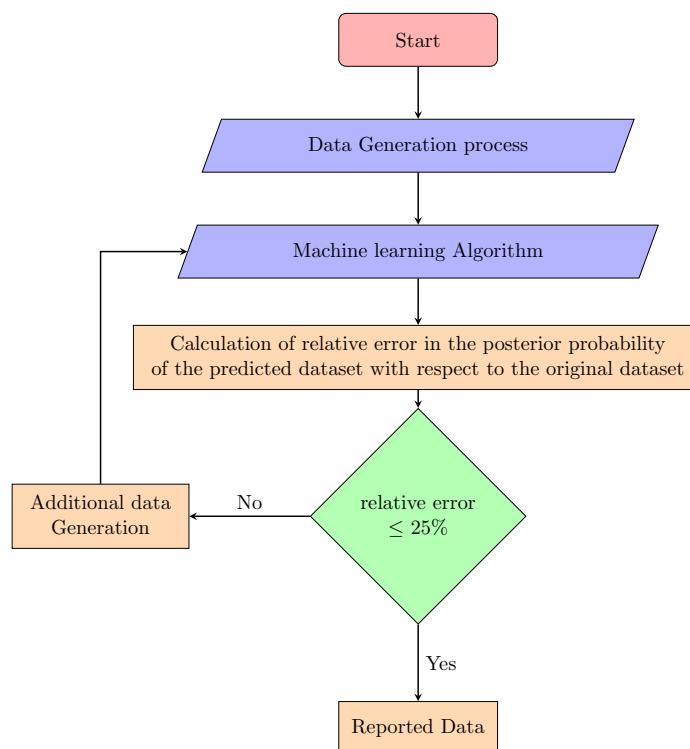 Start
Data Generation process
Machine learning Algorithm
Calculation of relative error in the posterior probability
of the predicted dataset with respect to the original dataset
Additional data
Generation
No
relative error
≤ 25%
Yes
Reported Data